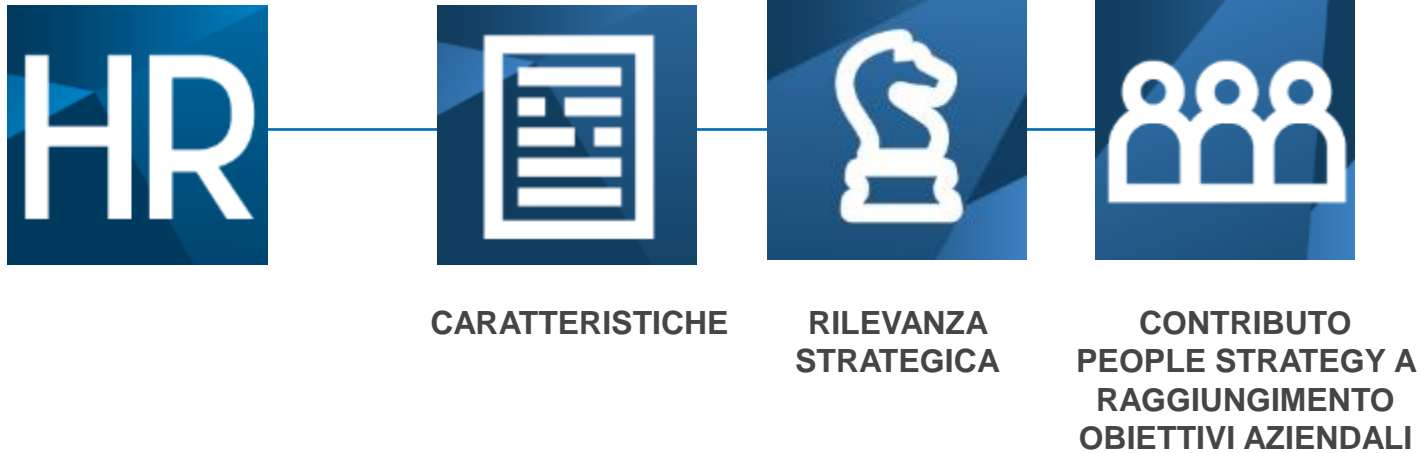 HR
CARATTERISTICHE
RILEVANZA
STRATEGICA
CONTRIBUTO
PEOPLE STRATEGY A
RAGGIUNGIMENTO
OBIETTIVI AZIENDALI